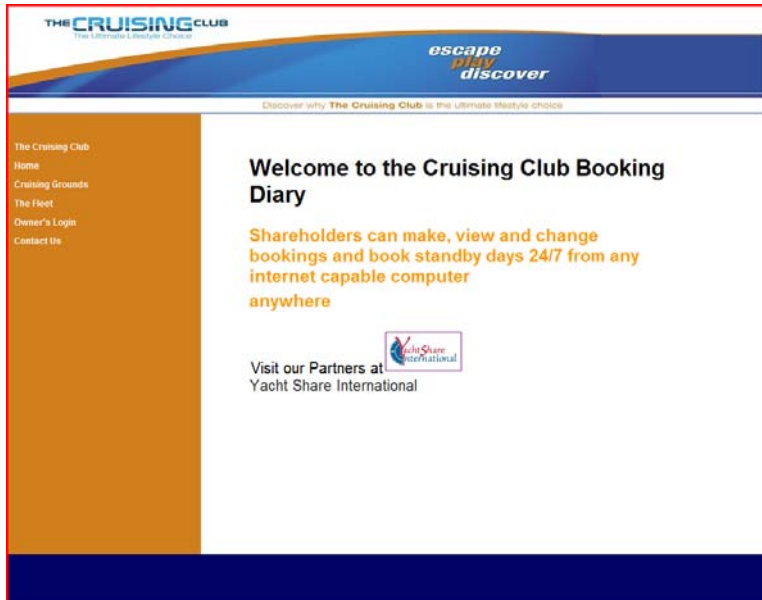 THE CRUISING CLUB
The Ultimate Lifestyle Choice
escape
play
discover
Discover why The Cruising Club is the ultimate lifestyle choice
The Cruising Club
Home
Cruising Grounds
The Fleet
Owner's Login
Contact Us
Welcome to the Cruising Club Booking
Diary
Shareholders can make, view and change
bookings and book standby days 24/7 from any
internet capable computer
anywhere
YachtShare
International
Visit our Partners at
Yacht Share International